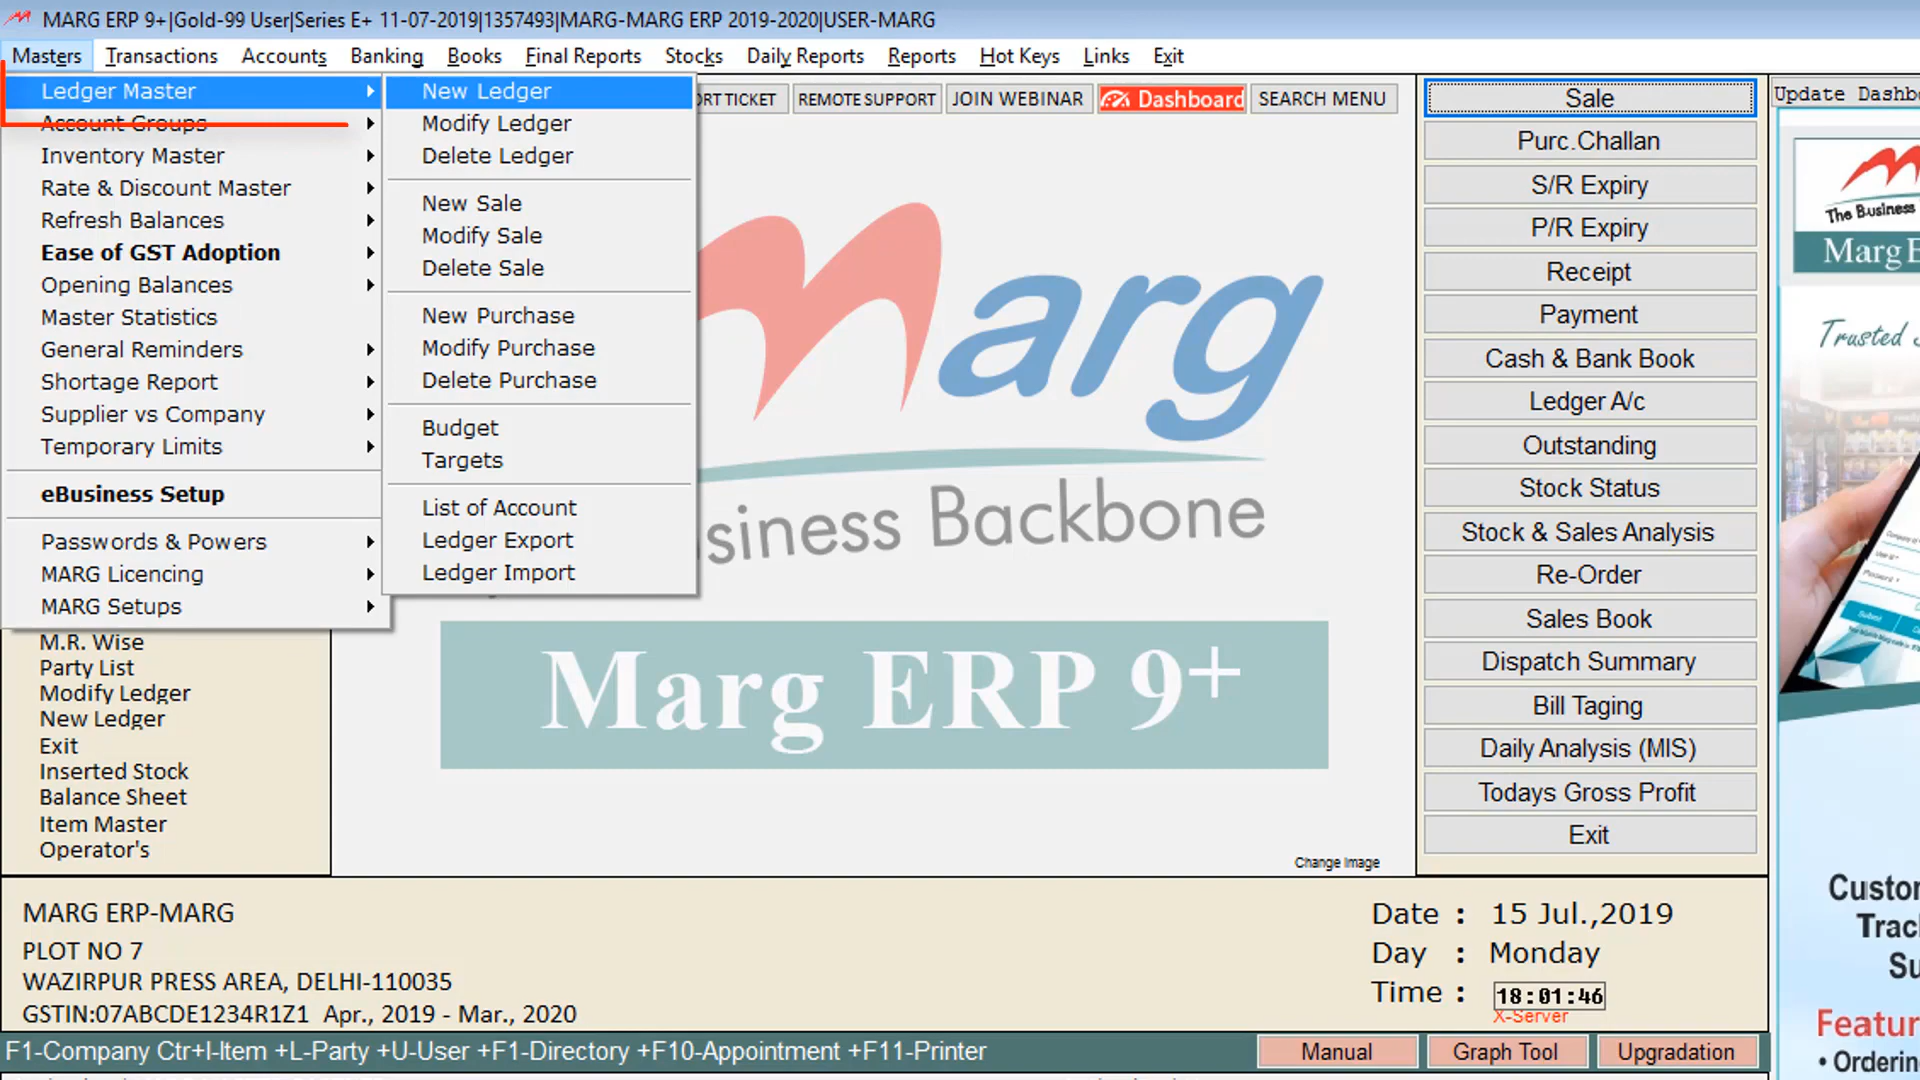 MARG ERP 9+|Gold-99 User|Series E+ 11-07-2019|1357493|MARG-MARG ERP 2019-2020|USER-MARG
Masters Transactions Accounts Banking Books Final Reports Stocks Daily Reports Reports Hot Keys Links Exit
Ledger Master
Account Groups
Inventory Master
Rate & Discount Master
Refresh Balances
Ease of GST Adoption
Opening Balances
Master Statistics
General Reminders
Shortage Report
Supplier vs Company
Temporary Limits
eBusiness Setup
Passwords & Powers
MARG Licencing
MARG Setups
New Ledger
Modify Ledger
Delete Ledger
New Sale
Modify Sale
Delete Sale
New Purchase
Modify Purchase
Delete Purchase
Budget
Targets
List of Account
Ledger Export
Ledger Import
M.R. Wise
Party List
Modify Ledger
New Ledger
Exit
Inserted Stock
Balance Sheet
Item Master
Operator's
TICKET REMOTE SUPPORT JOIN WEBINAR Dashboard SEARCH MENU
marg
Backbone
Marg ERP 9+
Change Image
Sale
Purc.Challan
S/R Expiry
P/R Expiry
Receipt
Payment
Cash & Bank Book
Ledger A/c
Outstanding
Stock Status
Stock & Sales Analysis
Re-Order
Sales Book
Dispatch Summary
Bill Taging
Daily Analysis (MIS)
Todays Gross Profit
Exit
Update
The Business
Marg
Trusted
Submit
MARG ERP-MARG
PLOT NO 7
WAZIRPUR PRESS AREA, DELHI-110035
GSTIN:07ABCDE1234R1Z1 Apr., 2019 - Mar., 2020
Date : 15 Jul.,2019
Day : Monday
Time : 18:01:46
X-Server
F1-Company Ctr+I-Item +L-Party +U-User +F1-Directory +F10-Appointment +F11-Printer
Manual Graph Tool Upgradation